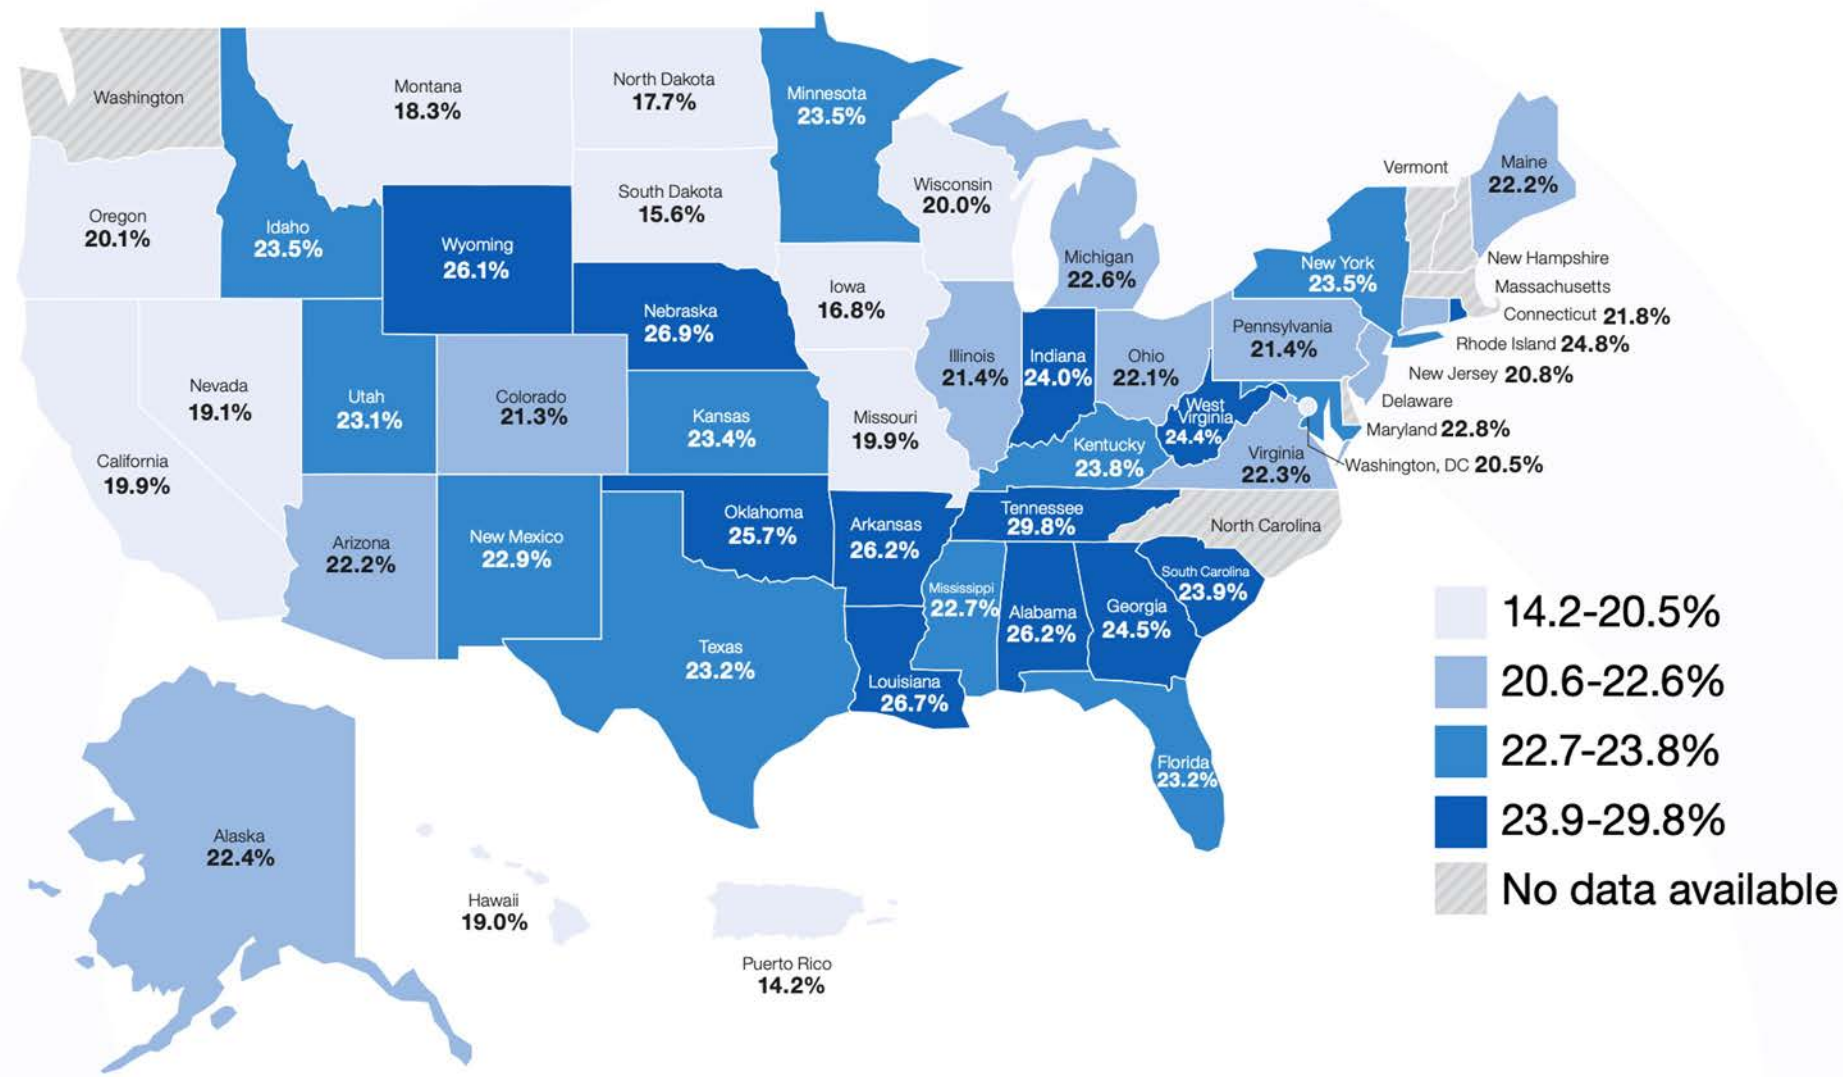 Washington
Montana
18.3%
North Dakota
17.7%
Minnesota
23.5%
Oregon
20.1%
Idaho
23.5%
Wyoming
26.1%
South Dakota
15.6%
Wisconsin
20.0%
Michigan
22.6%
Vermont
Maine
22.2%
New York
23.5%
New Hampshire
Massachusetts
Connecticut 21.8%
Rhode Island 24.8%
New Jersey 20.8%
Delaware
Maryland 22.8%
Washington, DC 20.5%
Nebraska
26.9%
Iowa
16.8%
Pennsylvania
21.4%
Illinois
21.4%
Indiana
24.0%
Ohio
22.1%
Nevada
19.1%
Utah
23.1%
Colorado
21.3%
Kansas
23.4%
Missouri
19.9%
Kentucky
23.8%
West
Virginia
24.4%
Virginia
22.3%
California
19.9%
Arizona
22.2%
New Mexico
22.9%
Oklahoma
25.7%
Arkansas
26.2%
Tennessee
29.8%
North Carolina
Mississippi
22.7%
Alabama
26.2%
Georgia
24.5%
South Carolina
23.9%
Texas
23.2%
Louisiana
26.7%
Florida
23.2%
Alaska
22.4%
Hawaii
19.0%
Puerto Rico
14.2%
14.2-20.5%
20.6-22.6%
22.7-23.8%
23.9-29.8%
No data available